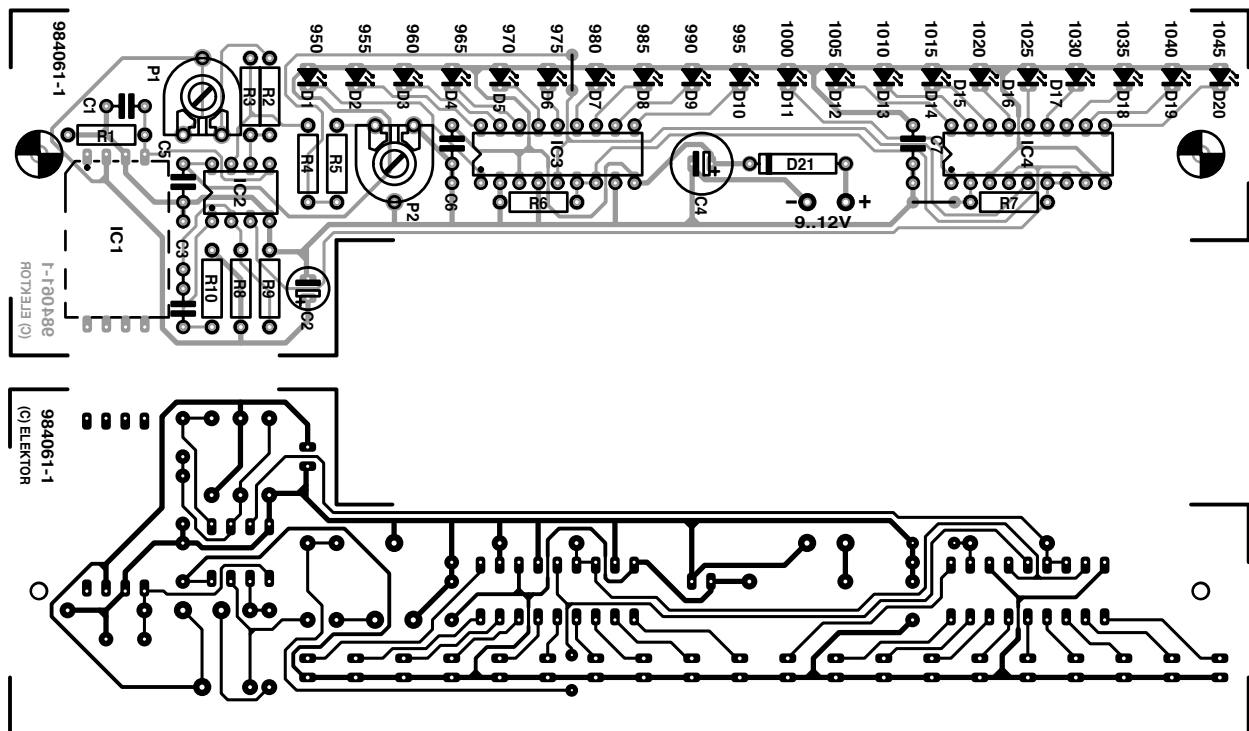 984061-1
950 955 960 965 970 975 980 985 990 995 1000 1005 1010 1015 1020 1025 1030 1035 1040 1045
D1 D2 D3 D4 D5 D6 D7 D8 D9 D10 D11 D12 D13 D14 D15 D16 D17 D18 D19 D20
P1
R3
R2
C1
R1
C5
R4
R5
IC3
C7
IC4
D21
IC2
P2
C6
R6
C4
-
+
9..12V
R7
IC1
C3
R10
R8
R9
C2
984061-1
(C) ELEKTOR
984061-1
(C) ELEKTOR